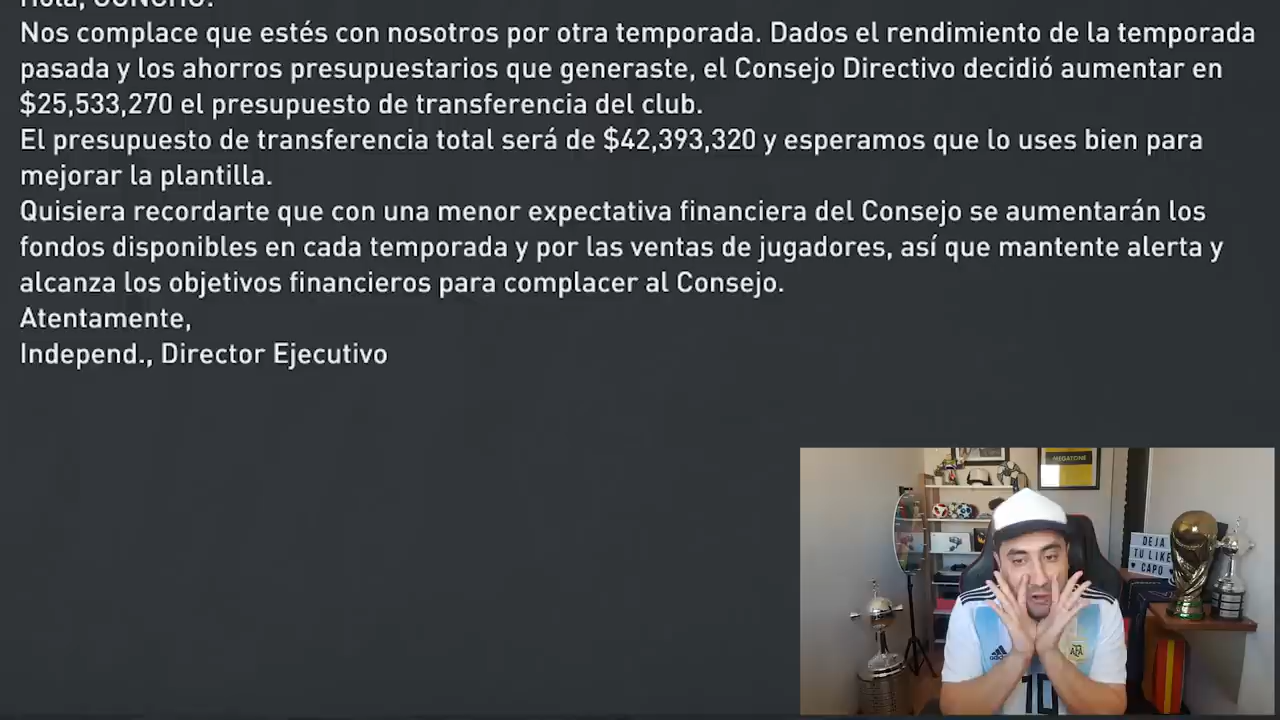 Nos complace que estés con nosotros por otra temporada. Dados el rendimiento de la temporada
pasada y los ahorros presupuestarios que generaste, el Consejo Directivo decidió aumentar en
$25,533,270 el presupuesto de transferencia del club.
El presupuesto de transferencia total será de $42,393,320 y esperamos que lo uses bien para
mejorar la plantilla.
Quisiera recordarte que con una menor expectativa financiera del Consejo se aumentarán los
fondos disponibles en cada temporada y por las ventas de jugadores, así que mantente alerta y
alcanza los objetivos financieros para complacer al Consejo.
Atentamente,
Independ., Director Ejecutivo
MEGATONE
DEJA
TU LIKE
CAPO
adidas
AFA
10